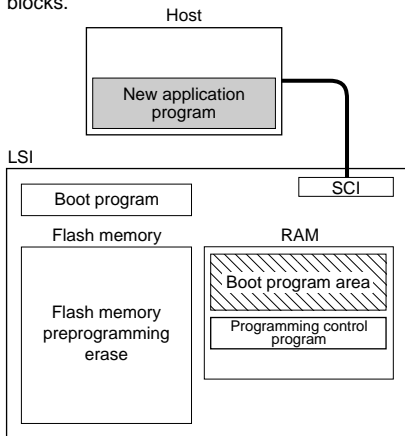 blocks.
Host
New application
program
LSI
SCI
Boot program
Flash memory
RAM
Boot program area
Flash memory
preprogramming
erase
Programming control
program